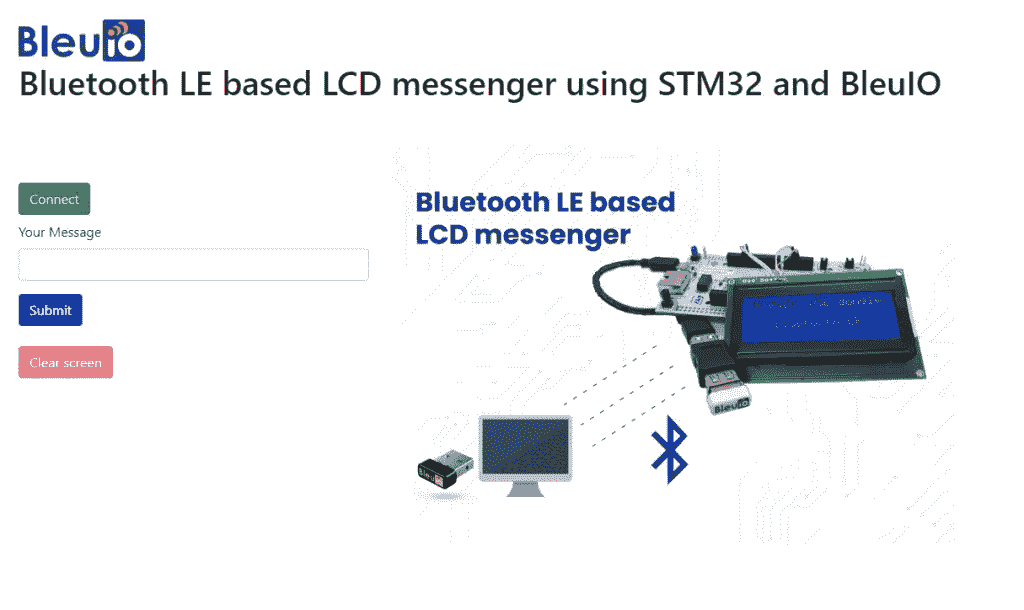 Bleuio
Bluetooth LE based LCD messenger using STM32 and BleuIO
Connect
Your Message
Submit
Clear screen
Bluetooth LE based
LCD messenger
BleuIO